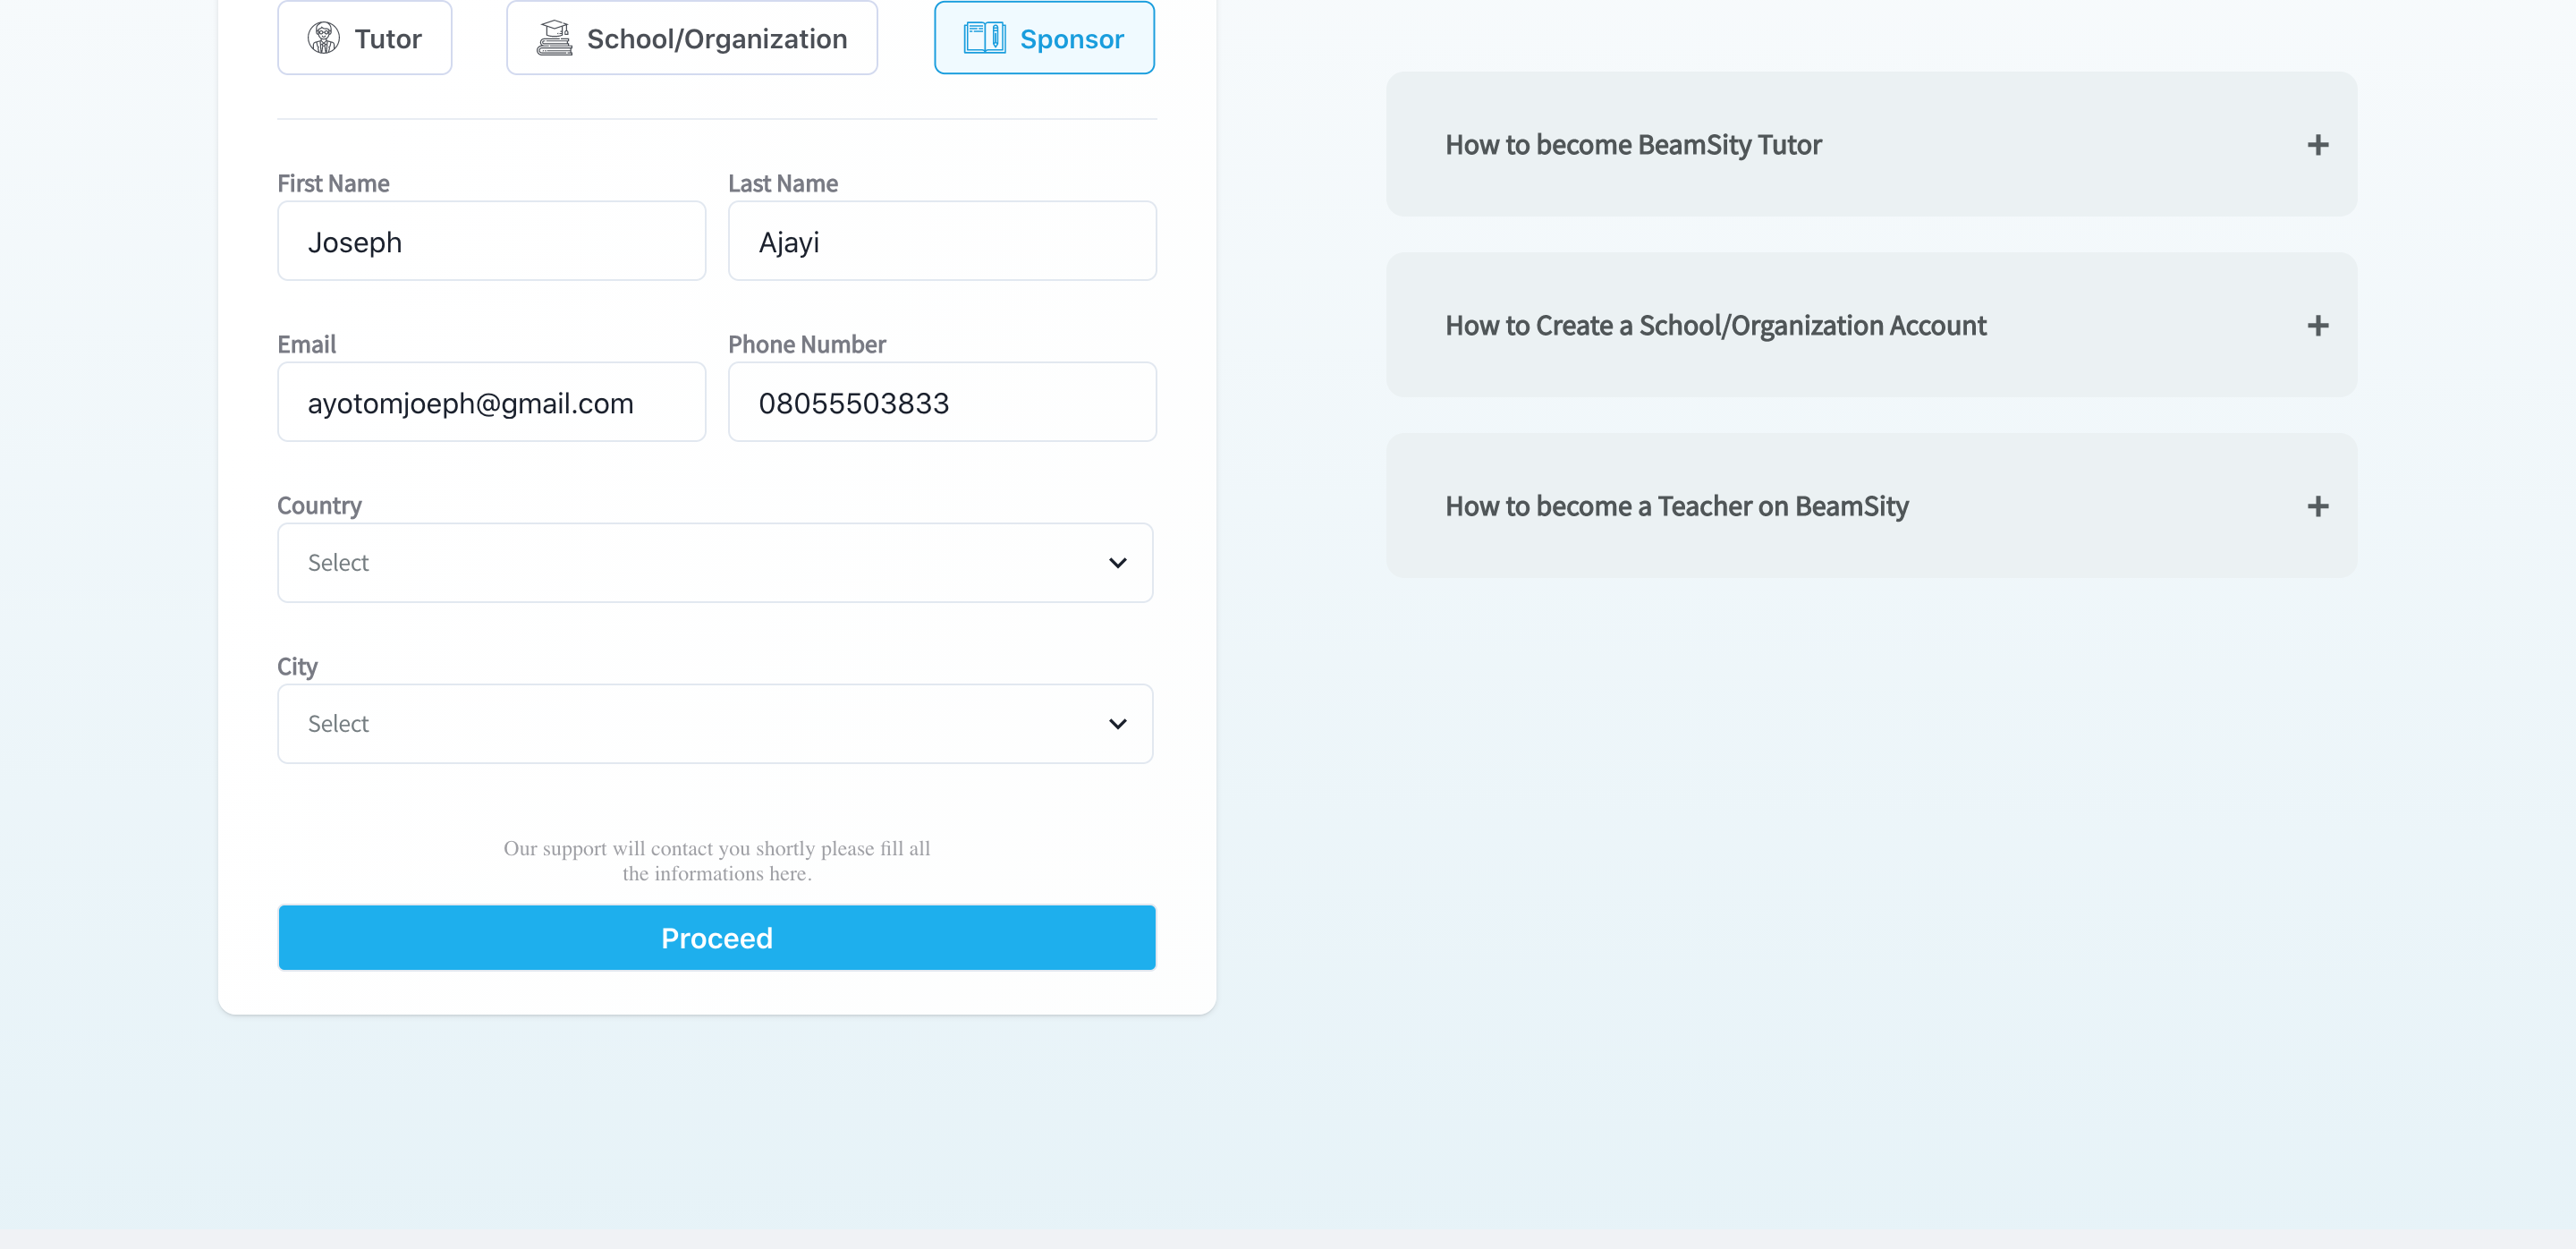 Tutor
School/Organization
Sponsor
First Name
Last Name
Joseph
Ajayi
Email
Phone Number
ayotomjoeph@gmail.com
08055503833
Country
Select
City
Select
Our support will contact you shortly please fill all
the informations here.
Proceed
How to become BeamSity Tutor
How to Create a School/Organization Account
How to become a Teacher on BeamSity